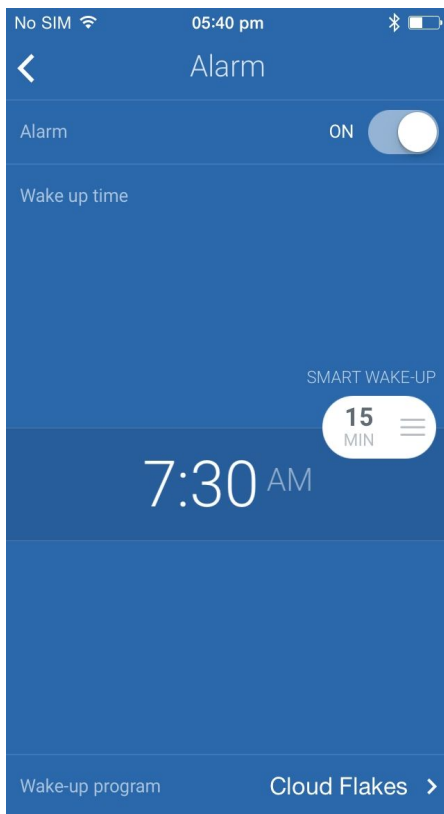 No SIM 05:40 pm
Alarm
Alarm ON
Wake up time
SMART WAKE-UP
15
MIN
7:30 AM
Wake-up program Cloud Flakes